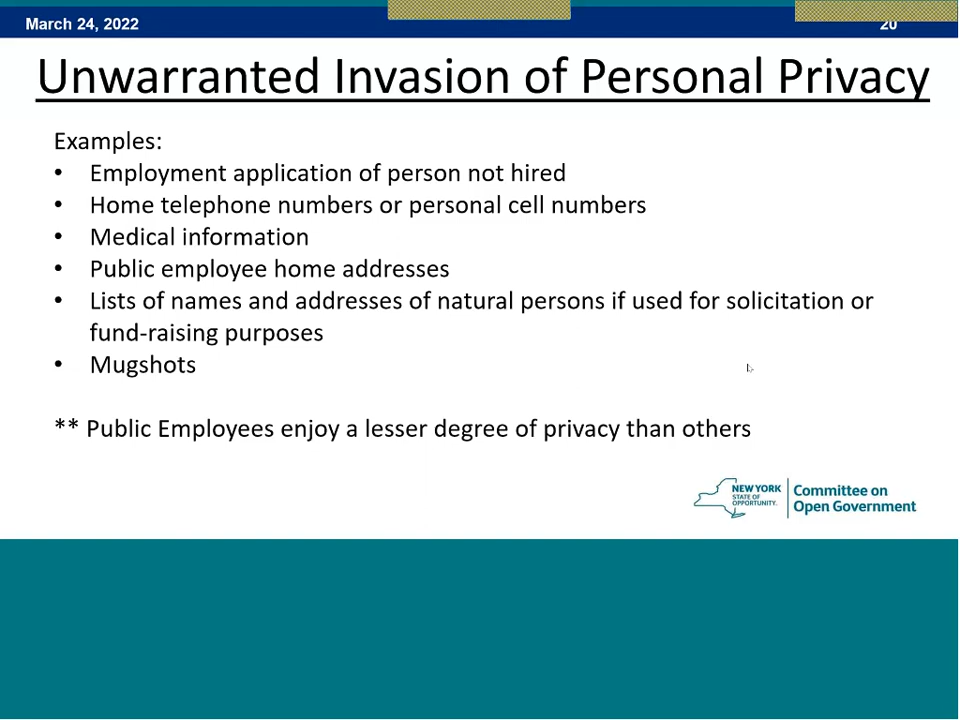 March 24, 2022 20
Unwarranted Invasion of Personal Privacy
Examples:
• Employment application of person not hired
• Home telephone numbers or personal cell numbers
• Medical information
• Public employee home addresses
• Lists of names and addresses of natural persons if used for solicitation or
fund-raising purposes
• Mugshots
** Public Employees enjoy a lesser degree of privacy than others
NEW YORK
STATE OF
OPPORTUNITY.
Committee on
Open Government